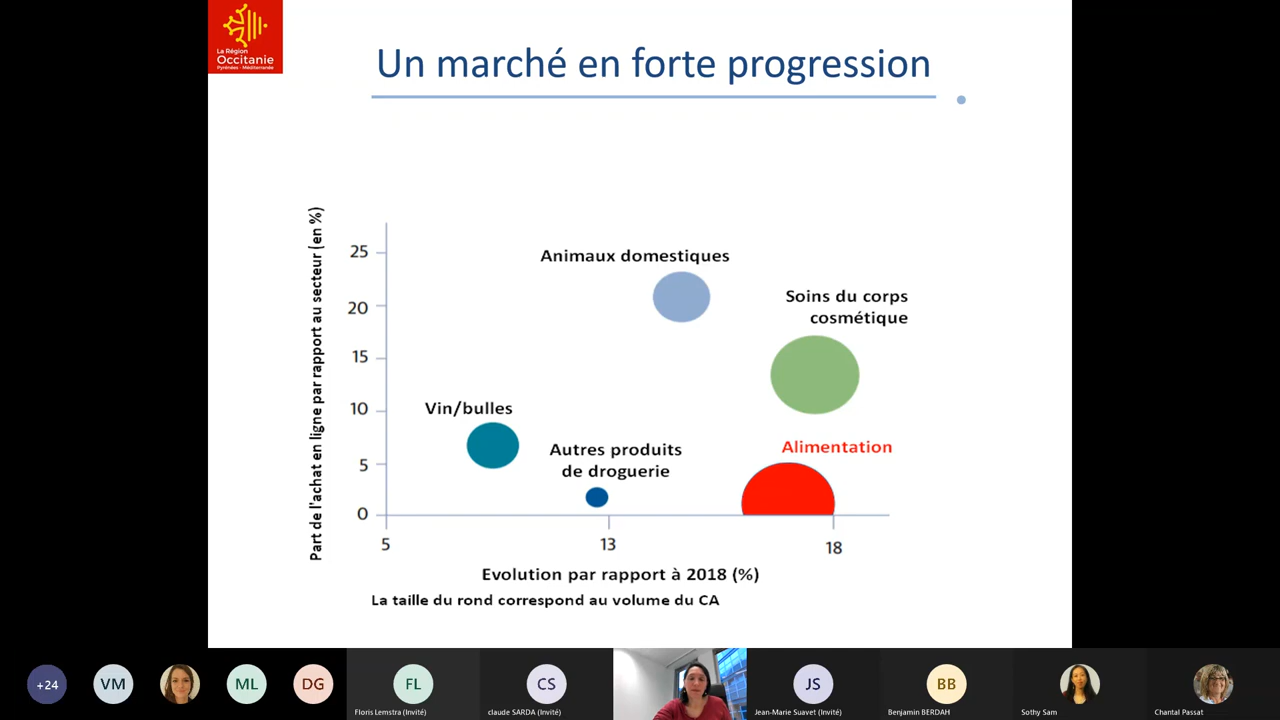 La Région
Occitanie
Pyrénées - Méditerranée
Un marché en forte progression
Part de l'achat en ligne par rapport au secteur (en %)
25
20
15
10
5
0
Animaux domestiques
Soins du corps
cosmétique
Vin/bulles
Autres produits
de droguerie
Alimentation
5
13
18
Evolution par rapport à 2018 (%)
La taille du rond correspond au volume du CA
+24
VM
ML
DG
FL
CS
JS
BB
Floris Lemstra (Invité)
claude SARDA (Invité)
Jean-Marie Suavet (Invité)
Benjamin BERDAH
Sothy Sam
Chantal Passat